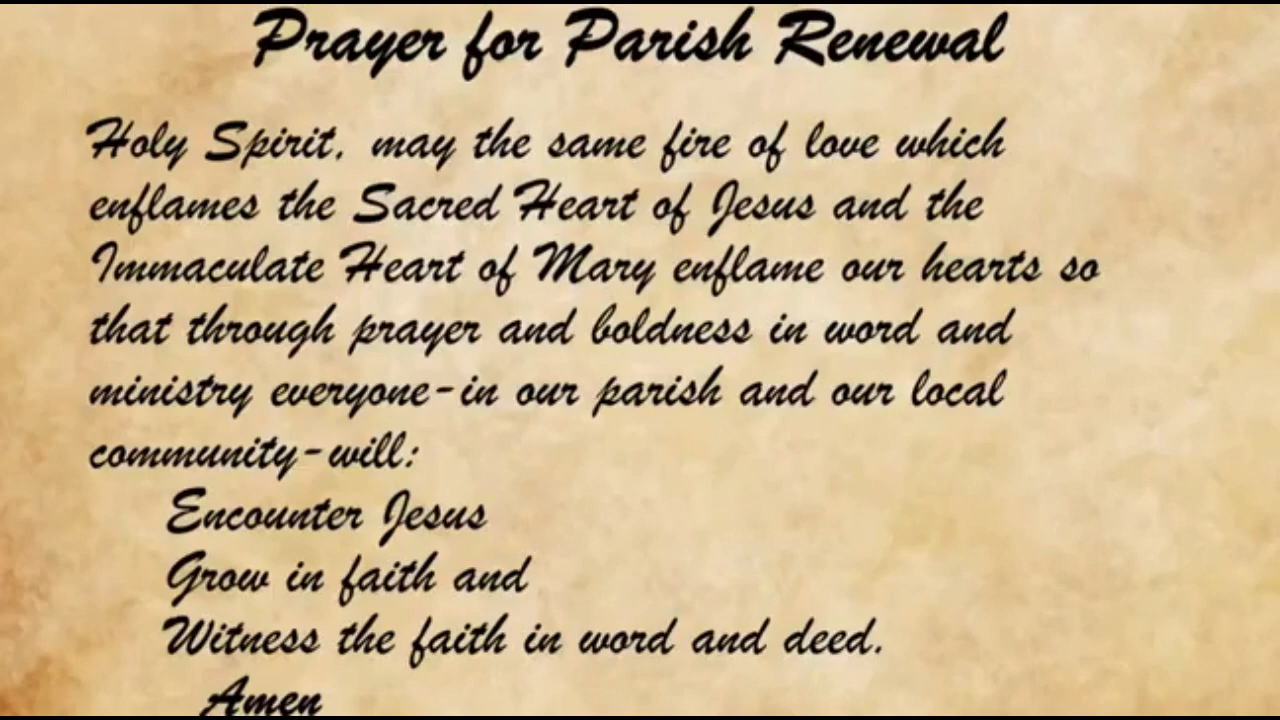 Prayer for Parish Renewal
Holy Spirit, may the same fire of love which
enflames the Sacred Heart of Jesus and the
Immaculate Heart of Mary enflame our hearts so
that through prayer and boldness in word and
ministry everyone-in our parish and our local
community-will:
Encounter Jesus
Grow in faith and
Witness the faith in word and deed.
Amen